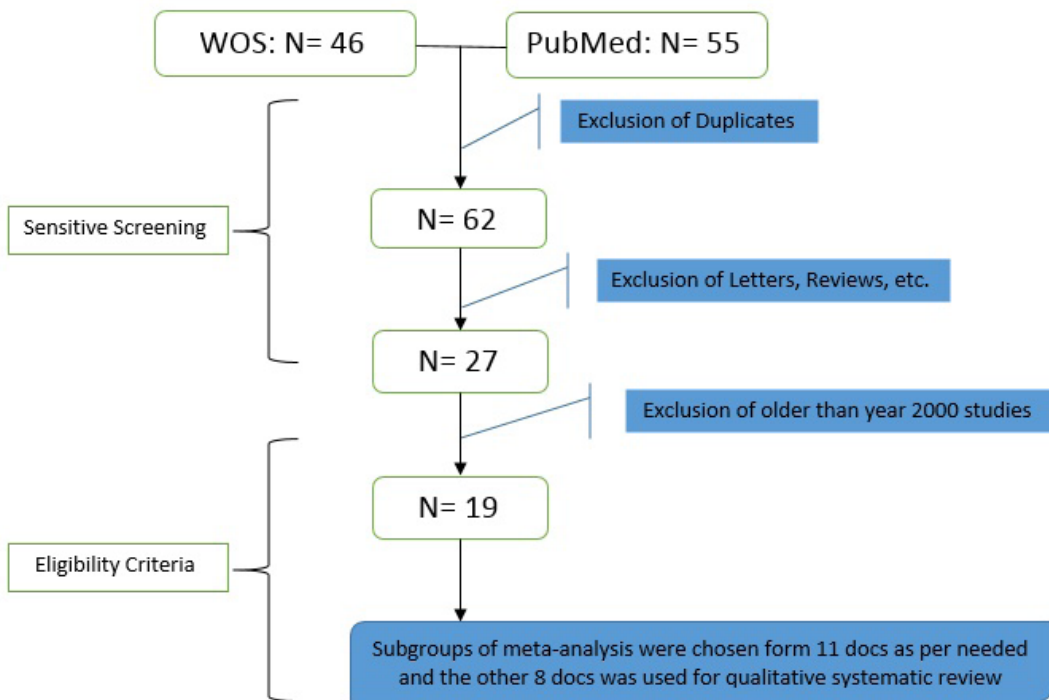 WOS: N= 46
PubMed: N= 55
Exclusion of Duplicates
Sensitive Screening
N= 62
Exclusion of Letters, Reviews, etc.
N= 27
Exclusion of older than year 2000 studies
N= 19
Eligibility Criteria
Subgroups of meta-analysis were chosen form 11 docs as per needed
and the other 8 docs was used for qualitative systematic review